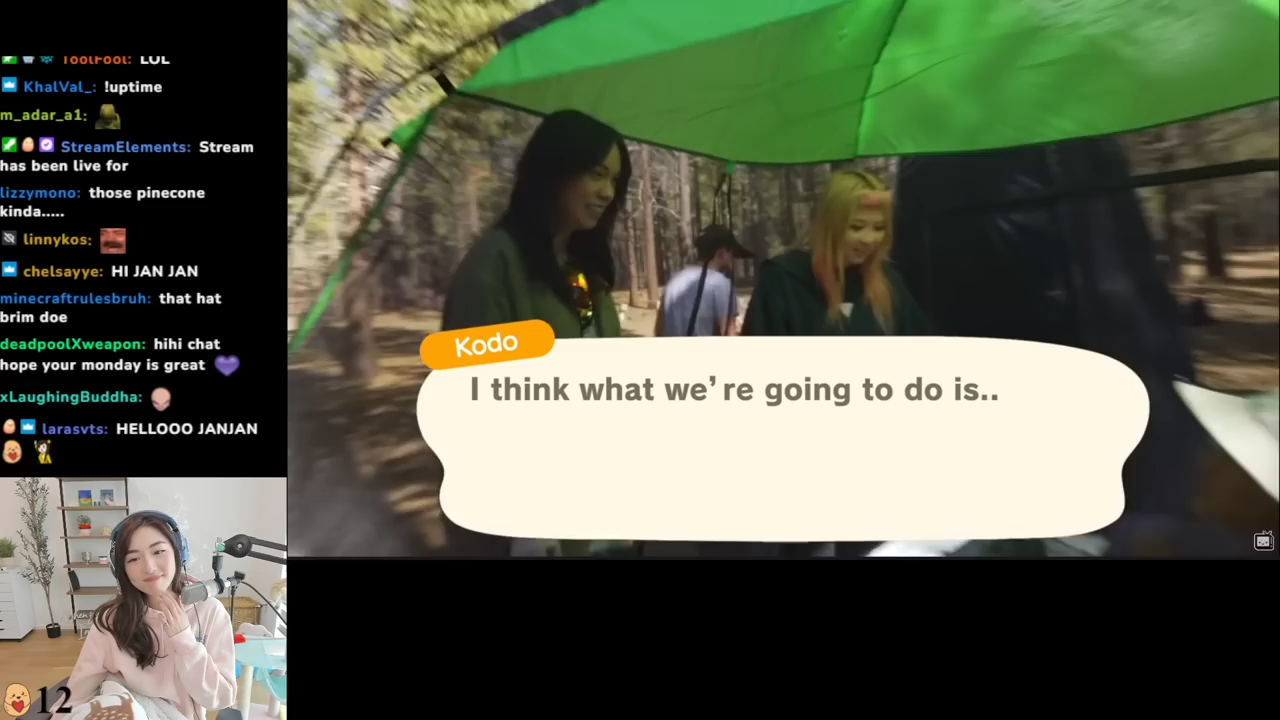 ToolFool: LOL
KhalVal_: !uptime
m_adar_a1:
StreamElements: Stream
has been live for
lizzymono: those pinecone
kinda.....
linnykos:
chelsayye: HI JAN JAN
minecraftrulesbruh: that hat
brim doe
deadpoolXweapon: hihi chat
hope your monday is great
xLaughingBuddha:
larasvts: HELLOOO JANJAN
Kodo
I think what we're going to do is..
12